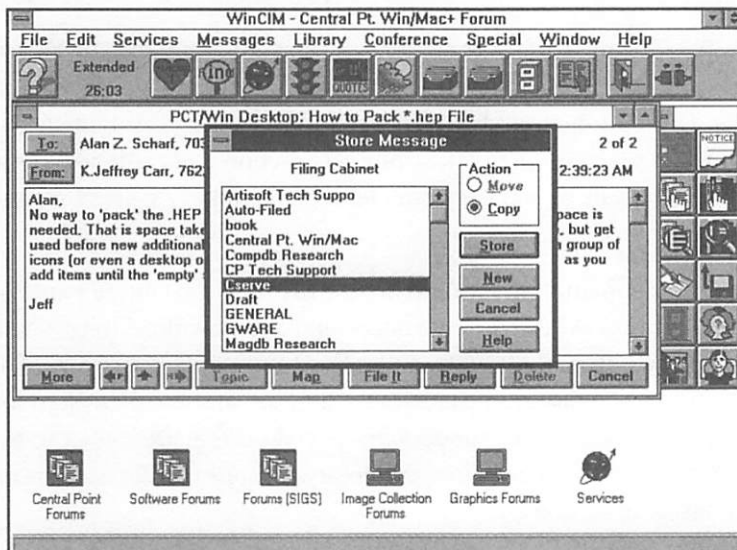 WinCIM - Central Pt. Win/Mac+ Forum
File Edit Services Messages Library Conference Special Window Help
Extended
26:03
QUOTES
PCT/Win Desktop: How to Pack *.hep File
NOTICE
To: Alan Z. Scharf, 703
2 of 2
From: K.Jeffrey Carr, 762
2:39:23 AM
Alan,
No way to 'pack' the .HEP
pace is
needed. That is space take
, but get
used before new additional
group of
icons (or even a desktop o
as you
add items until the 'empty'
Jeff
Store Message
Filing Cabinet
Artisoft Tech Suppo
Auto-Filed
book
Central Pt. Win/Mac
Compdb Research
CP Tech Support
Cserve
Draft
GENERAL
GWARE
Magdb Research
Action
Move
Copy
Store
New
Cancel
Help
More Topic Map File It Reply Delete Cancel
Central Point
Forums
Software Forums
Forums [SIGS]
Image Collection
Forums
Graphics Forums
Services